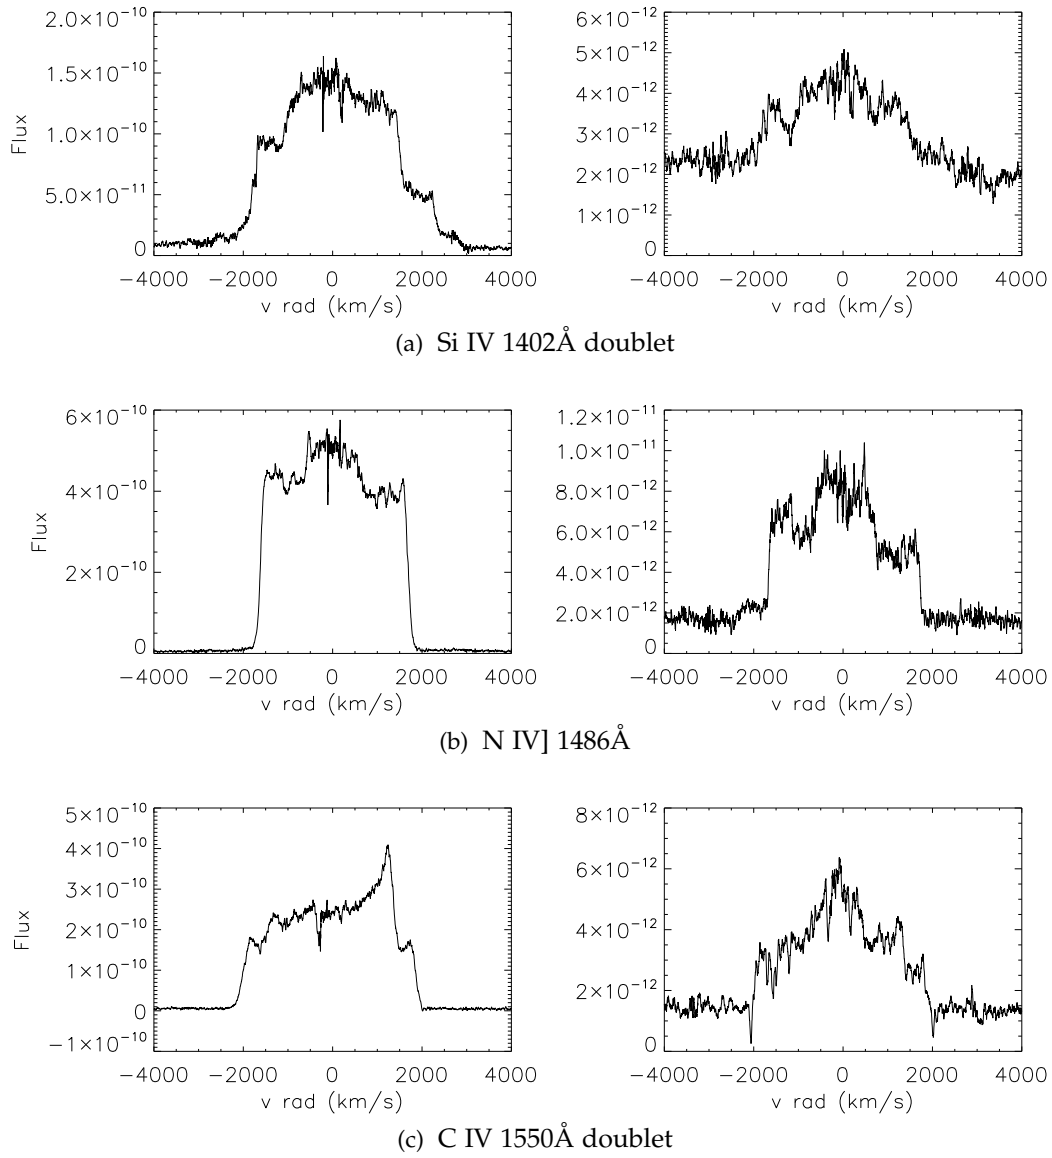 2.0×10⁻¹⁰
1.5×10⁻¹⁰
1.0×10⁻¹⁰
5.0×10⁻¹¹
0
Flux
−4000 −2000 0 2000 4000
v rad (km/s)
6×10⁻¹²
5×10⁻¹²
4×10⁻¹²
3×10⁻¹²
2×10⁻¹²
1×10⁻¹²
0
−4000 −2000 0 2000 4000
v rad (km/s)
(a) Si IV 1402Å doublet
6×10⁻¹⁰
4×10⁻¹⁰
2×10⁻¹⁰
0
Flux
−4000 −2000 0 2000 4000
v rad (km/s)
1.2×10⁻¹¹
1.0×10⁻¹¹
8.0×10⁻¹²
6.0×10⁻¹²
4.0×10⁻¹²
2.0×10⁻¹²
0
−4000 −2000 0 2000 4000
v rad (km/s)
(b) N IV] 1486Å
5×10⁻¹⁰
4×10⁻¹⁰
3×10⁻¹⁰
2×10⁻¹⁰
1×10⁻¹⁰
0
−1×10⁻¹⁰
Flux
−4000 −2000 0 2000 4000
v rad (km/s)
8×10⁻¹²
6×10⁻¹²
4×10⁻¹²
2×10⁻¹²
0
−4000 −2000 0 2000 4000
v rad (km/s)
(c) C IV 1550Å doublet